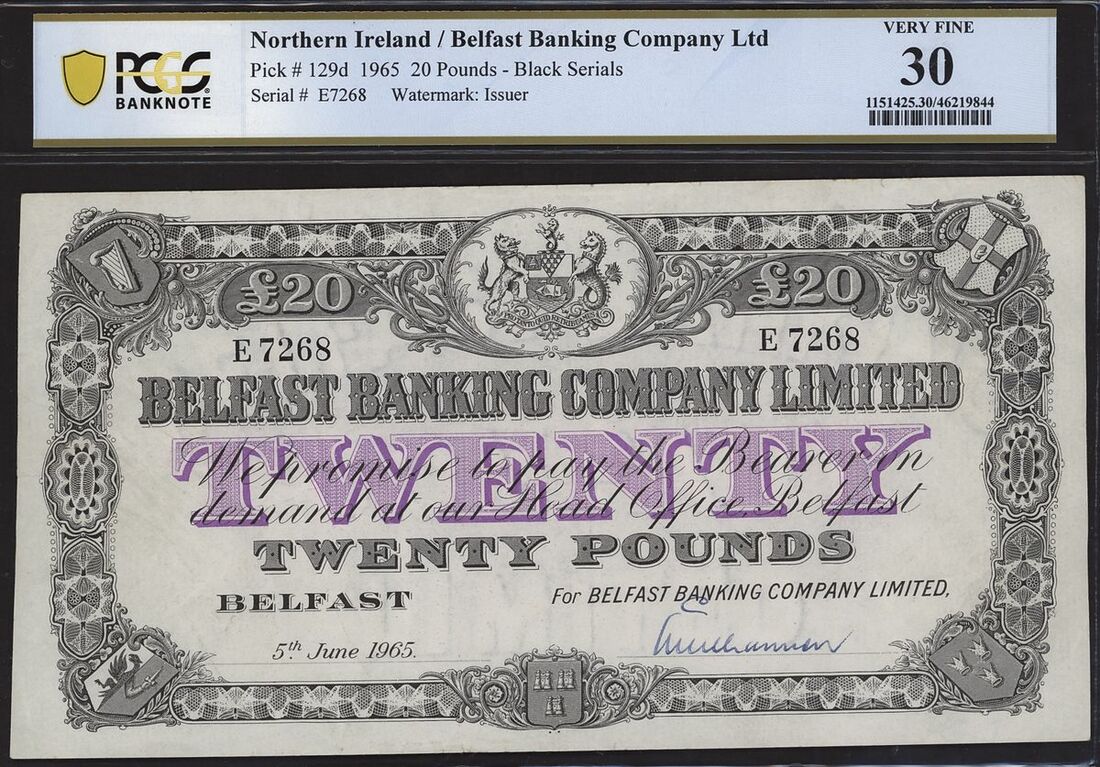 PCGS
BANKNOTE
Northern Ireland / Belfast Banking Company Ltd
Pick # 129d 1965 20 Pounds - Black Serials
Serial # E7268 Watermark: Issuer
VERY FINE
30
1151425.30/46219844
£20 £20
E 7268 E 7268
BELFAST BANKING COMPANY LIMITED
TWENTY
We promise to pay the Bearer on
demand at our Head Office, Belfast
TWENTY POUNDS
BELFAST
For BELFAST BANKING COMPANY LIMITED,
5th June 1965.